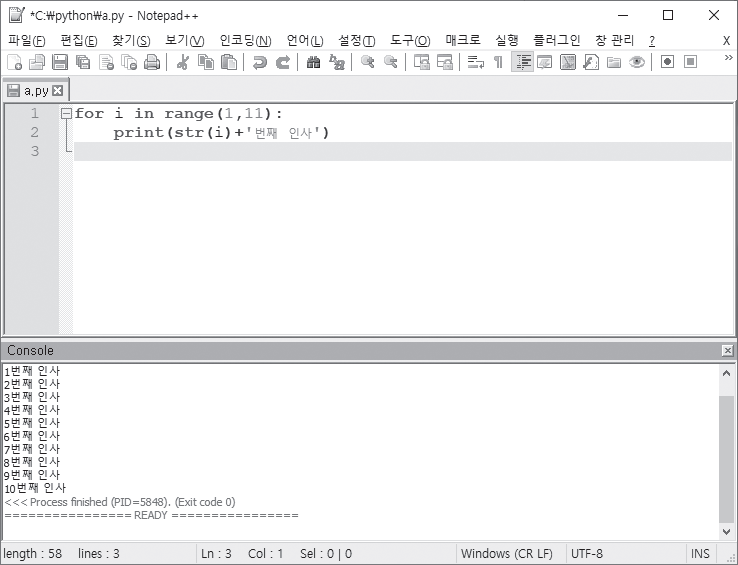 *C:₩python₩a.py - Notepad++
파일(F) 편집(E) 찾기(S) 보기(V) 인코딩(N) 언어(L) 설정(T) 도구(O) 매크로 실행 플러그인 창 관리 ? X
a.py
1 for i in range(1,11):
2 print(str(i)+'번째 인사')
3
Console
1번째 인사
2번째 인사
3번째 인사
4번째 인사
5번째 인사
6번째 인사
7번째 인사
8번째 인사
9번째 인사
10번째 인사
<<< Process finished (PID=5848). (Exit code 0)
================ READY ================
length : 58 lines : 3 Ln : 3 Col : 1 Sel : 0 | 0 Windows (CR LF) UTF-8 INS